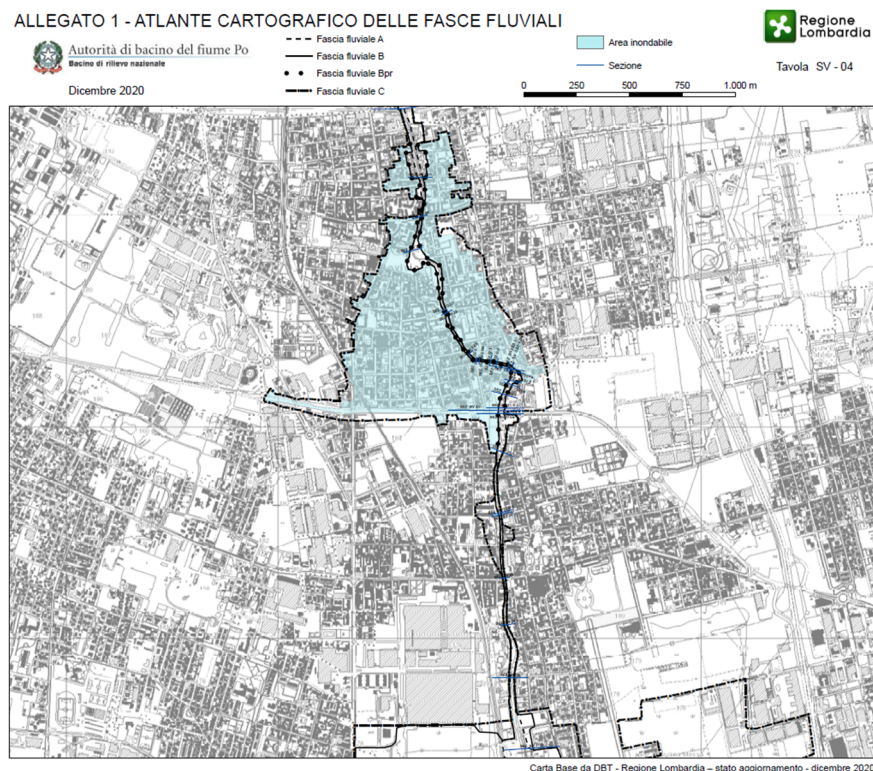 ALLEGATO 1 - ATLANTE CARTOGRAFICO DELLE FASCE FLUVIALI
Autorità di bacino del fiume Po
Bacino di rilievo nazionale
Dicembre 2020
Fascia fluviale A
Fascia fluviale B
Fascia fluviale Bpr
Fascia fluviale C
Area inondabile
Sezione
0 250 500 750 1.000 m
Regione
Lombardia
Tavola SV - 04
Carta Base da DBT - Regione Lombardia – stato aggiornamento - dicembre 2020